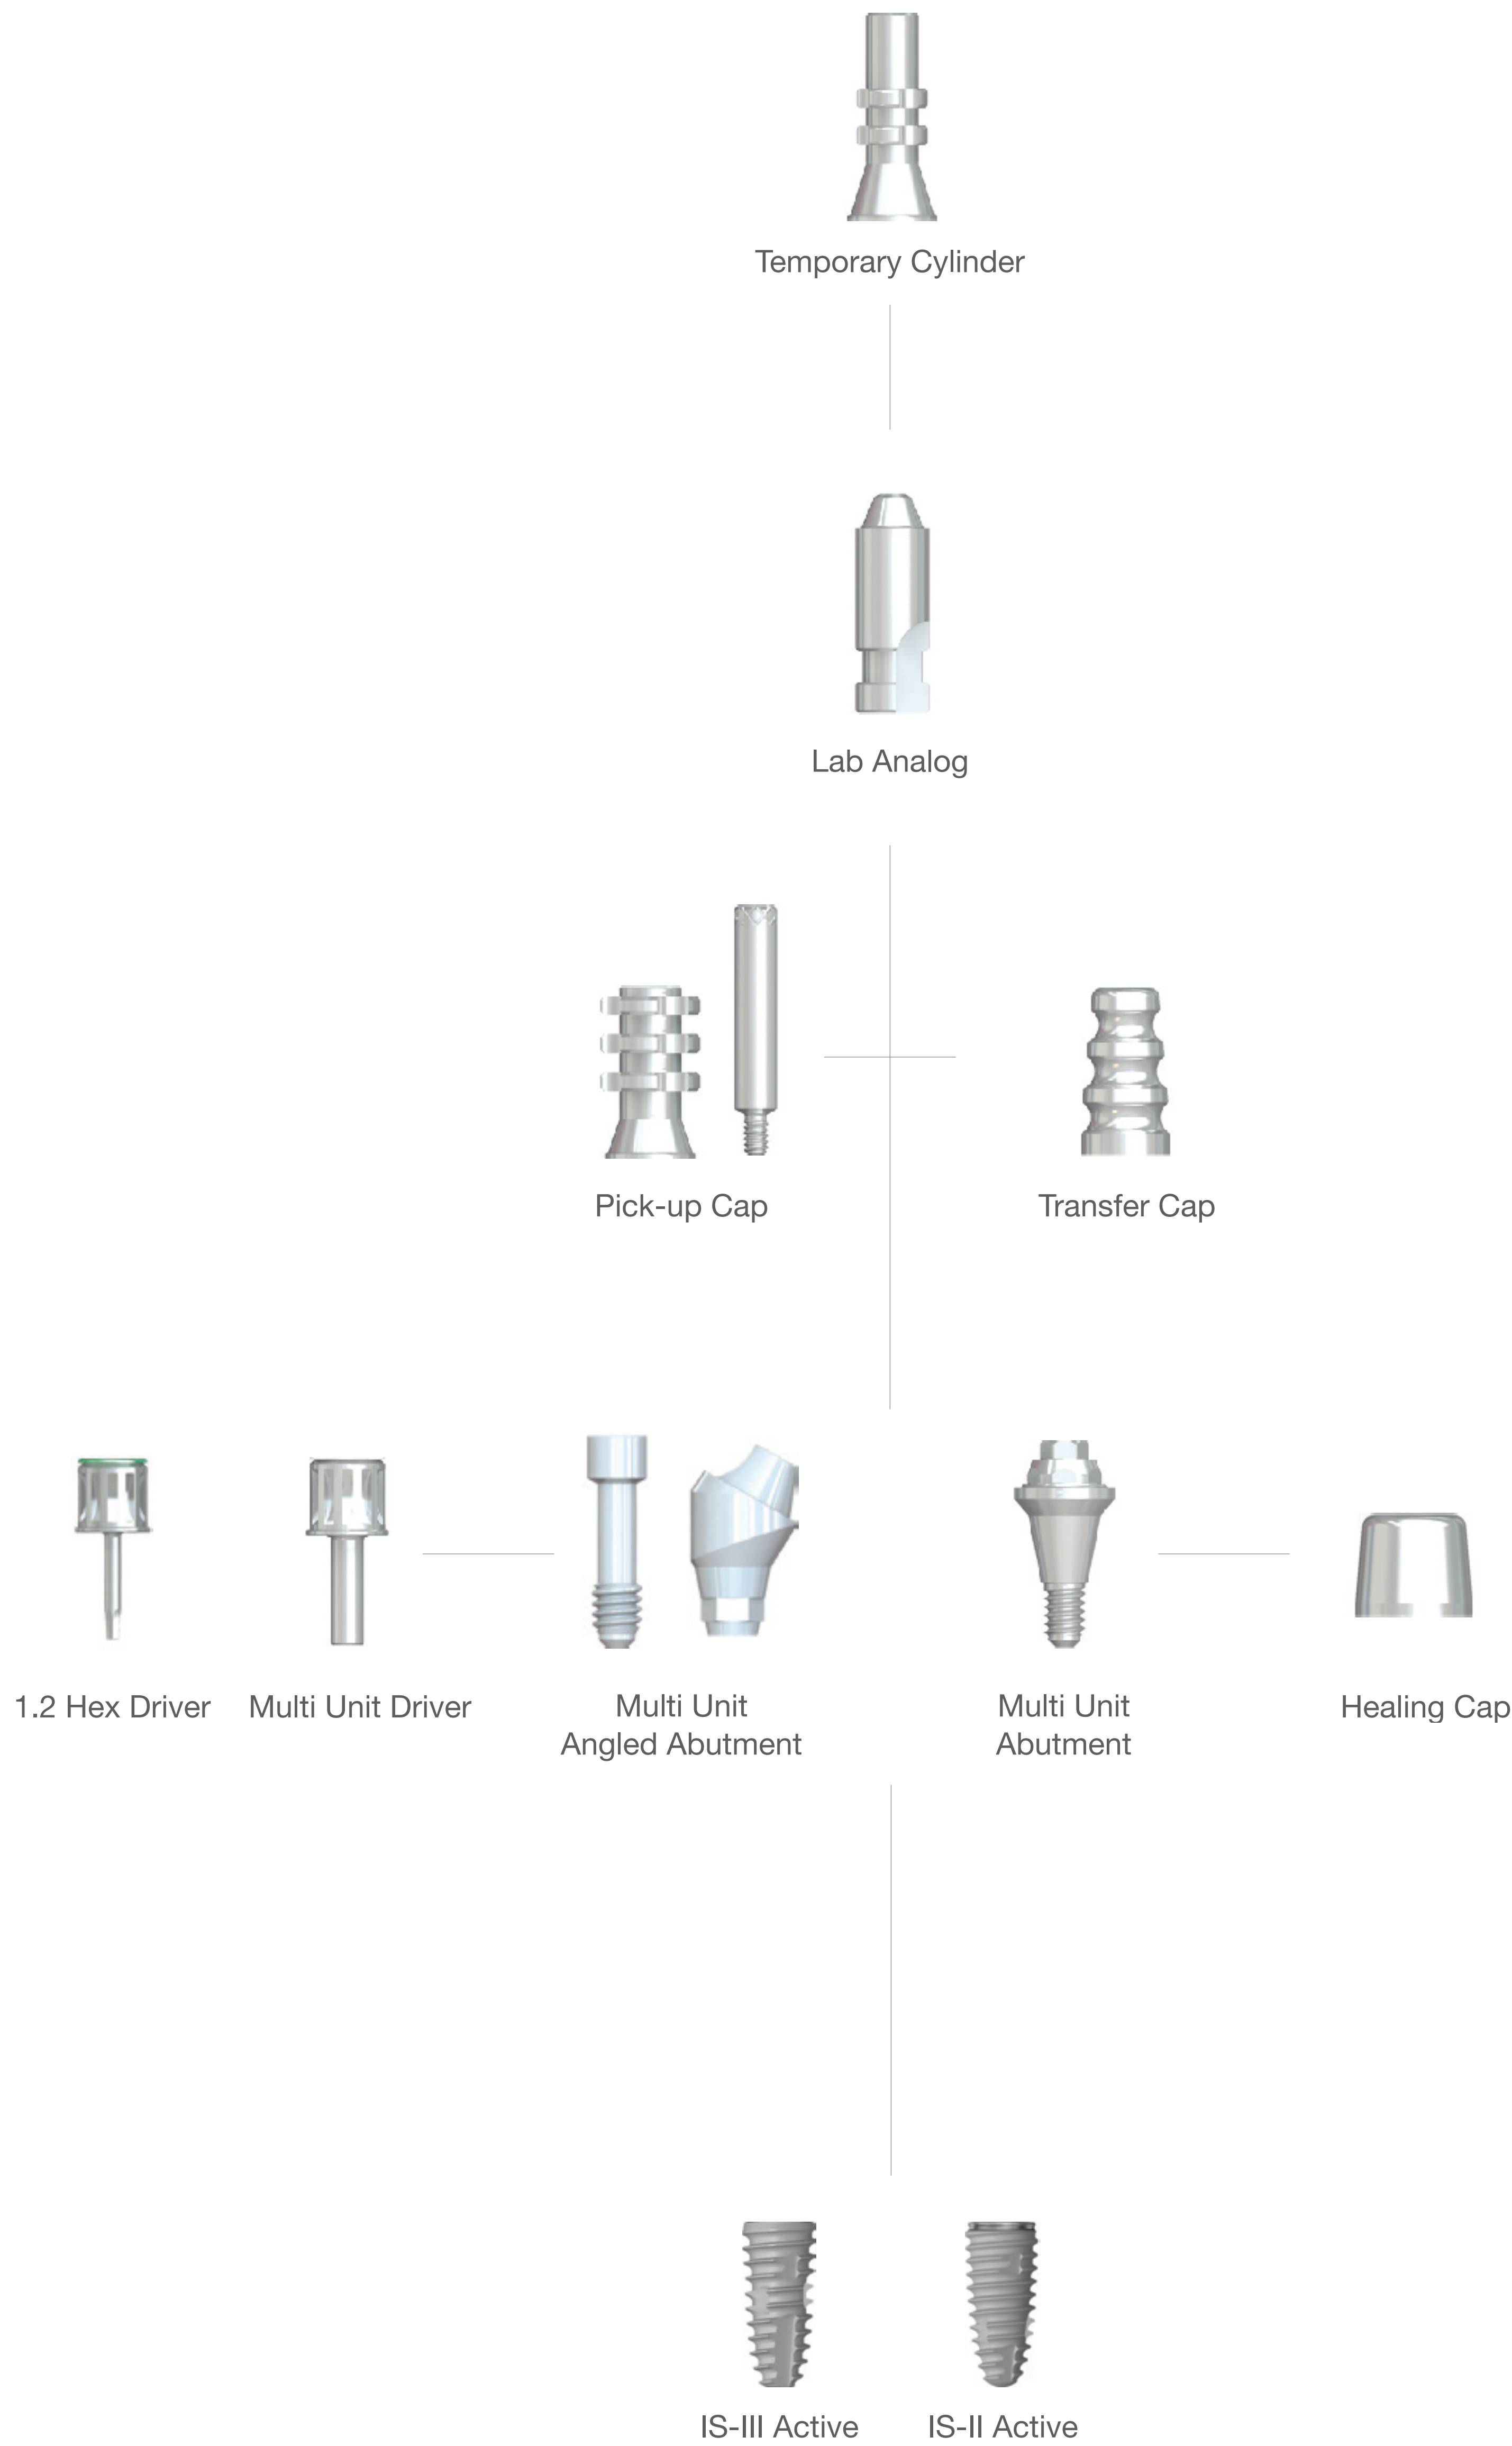 Temporary Cylinder
Lab Analog
Pick-up Cap
Transfer Cap
1.2 Hex Driver
Multi Unit Driver
Multi Unit
Angled Abutment
Multi Unit
Abutment
Healing Cap
IS-III Active
IS-II Active